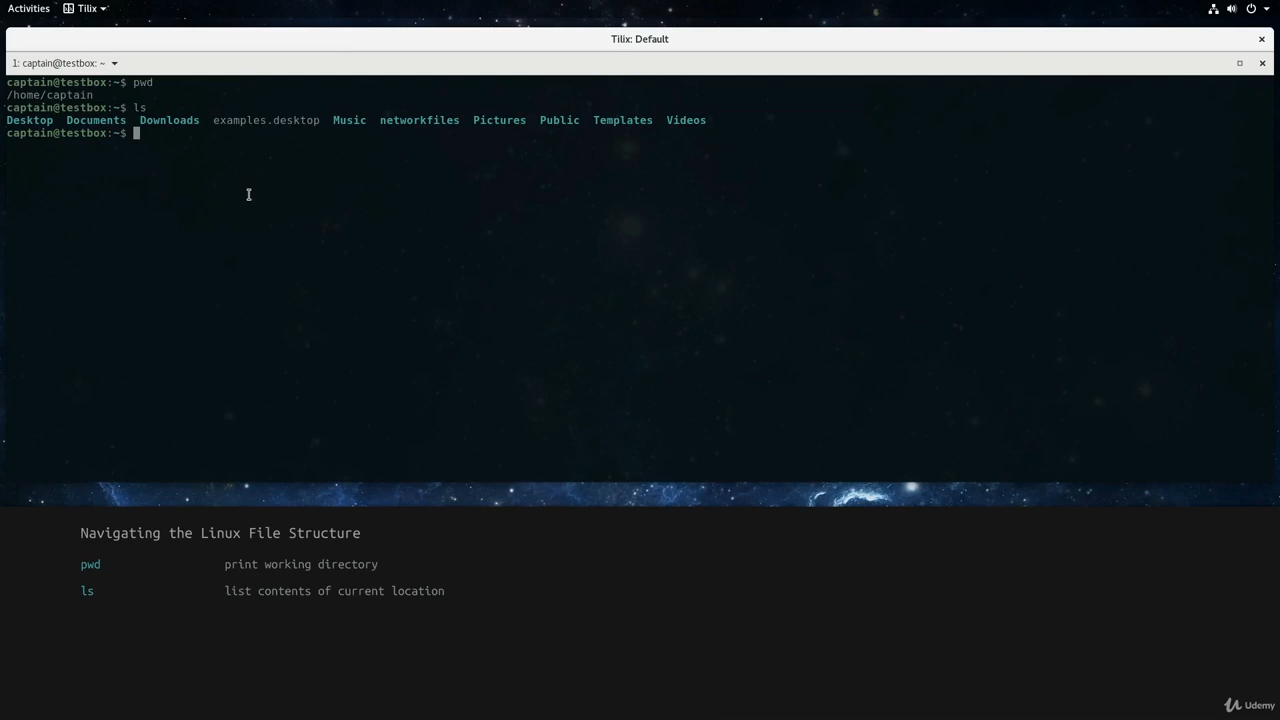 Activities Tilix
Tilix: Default
1: captain@testbox: ~
captain@testbox:~$ pwd
/home/captain
captain@testbox:~$ ls
Desktop Documents Downloads examples.desktop Music networkfiles Pictures Public Templates Videos
captain@testbox:~$
Navigating the Linux File Structure
pwd print working directory
ls list contents of current location
Udemy